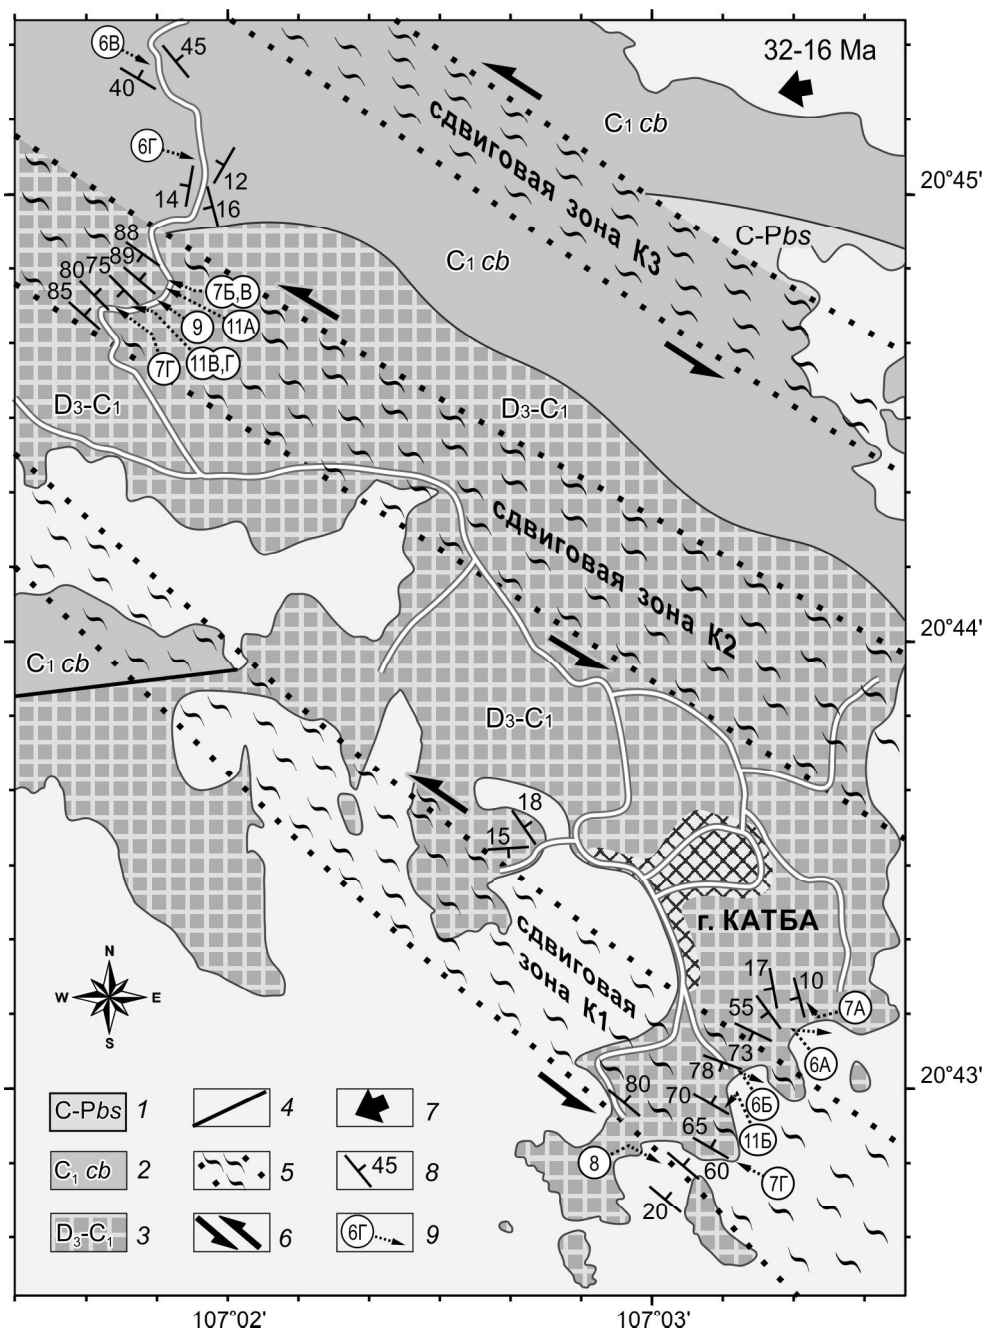 6В
45
40
32-16 Ma
C₁ cb
сдвиговая зона К3
6Г
12
14
16
20°45'
C-Pbs
88
89
75
80
85
C₁ cb
7Б,В
9
11А
7Г
11В,Г
D₃-C₁
D₃-C₁
сдвиговая зона К2
20°44'
C₁ cb
D₃-C₁
18
15
г. КАТБА
сдвиговая
зона К1
N
W
E
S
17
10
55
7А
73
6А
78
20°43'
80
70
6Б
65
11Б
8
60
7Г
20
C-Pbs 1
4
7
C₁ cb 2
5
45 8
D₃-C₁ 3
6
6Г 9
107°02'
107°03'